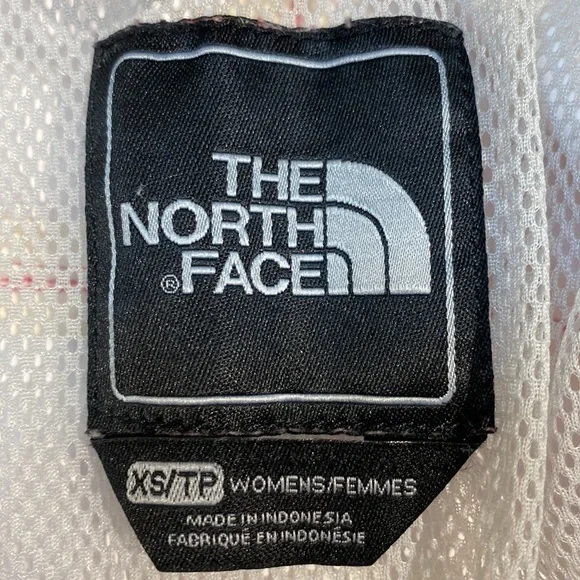 THE
NORTH
FACE
®
XS/TP WOMENS/FEMMES
MADE IN INDONESIA
FABRIQUÉ EN INDONÉSIE